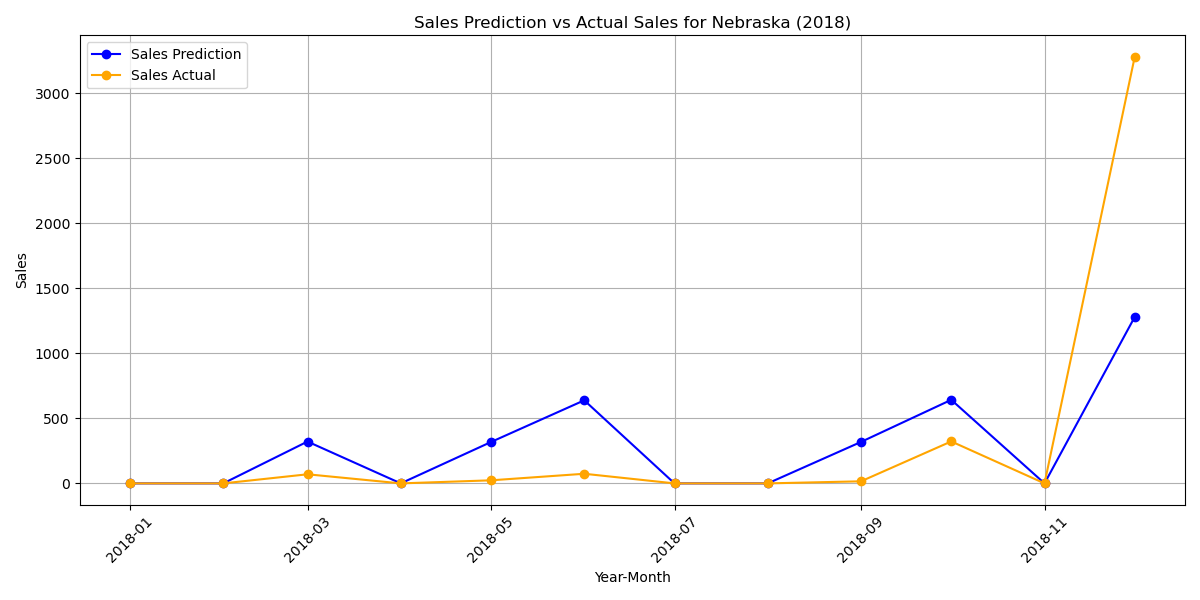 Sales Prediction vs Actual Sales for Nebraska (2018)
Sales Prediction
Sales Actual
3000
2500
2000
1500
1000
500
0
Sales
2018-01
2018-03
2018-05
2018-07
2018-09
2018-11
Year-Month